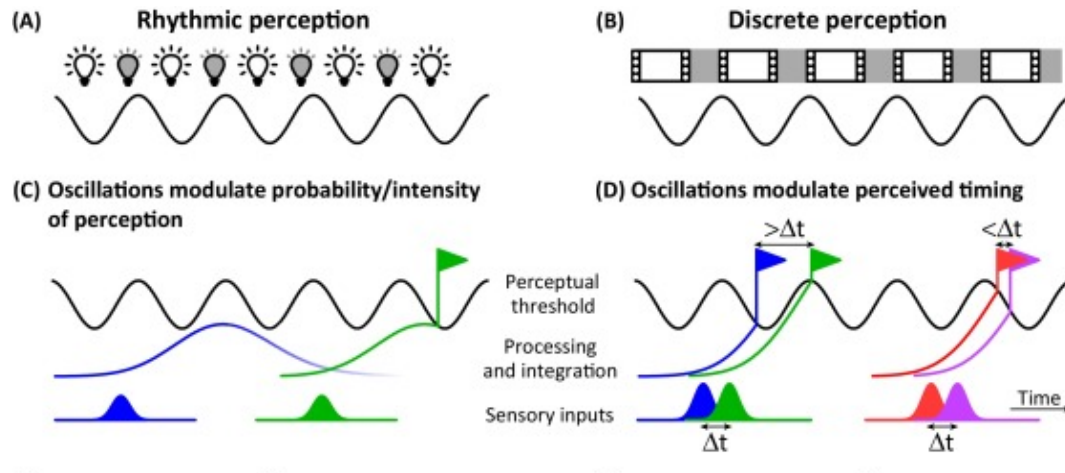 (A) Rhythmic perception
(B) Discrete perception
(C) Oscillations modulate probability/intensity
of perception
(D) Oscillations modulate perceived timing
>Δt
<Δt
Perceptual
threshold
Processing
and integration
Sensory inputs
Time
Δt
Δt